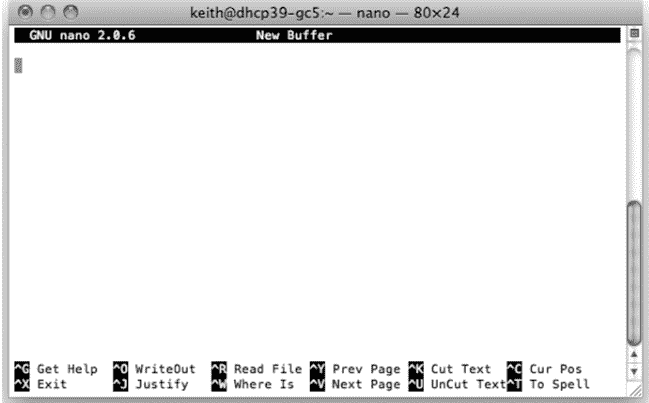 keith@dhcp39-gc5:~ — nano — 80×24
GNU nano 2.0.6 New Buffer
^G Get Help ^O WriteOut ^R Read File ^Y Prev Page ^K Cut Text ^C Cur Pos
^X Exit ^J Justify ^W Where Is ^V Next Page ^U UnCut Text ^T To Spell